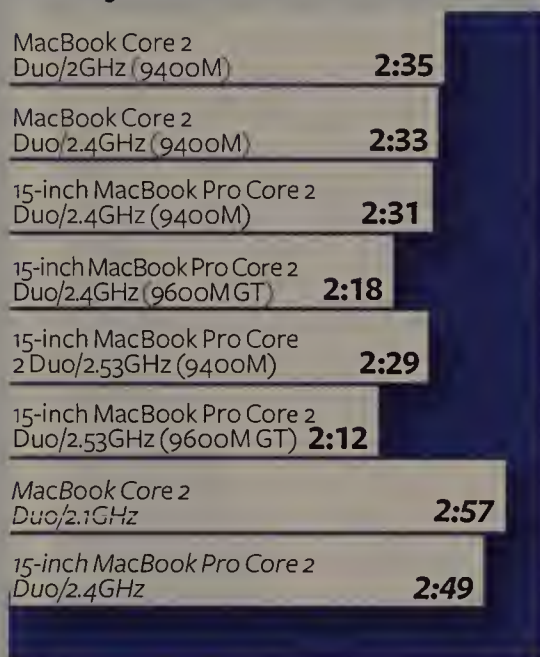 MacBook Core 2
Duo/2GHz (9400M) 2:35
MacBook Core 2
Duo/2.4GHz (9400M) 2:33
15-inch MacBook Pro Core 2
Duo/2.4GHz (9400M) 2:31
15-inch MacBook Pro Core 2
Duo/2.4GHz (9600M GT) 2:18
15-inch MacBook Pro Core
2 Duo/2.53GHz (9400M) 2:29
15-inch MacBook Pro Core 2
Duo/2.53GHz (9600M GT) 2:12
MacBook Core 2
Duo/2.1GHz 2:57
15-inch MacBook Pro Core 2
Duo/2.4GHz 2:49